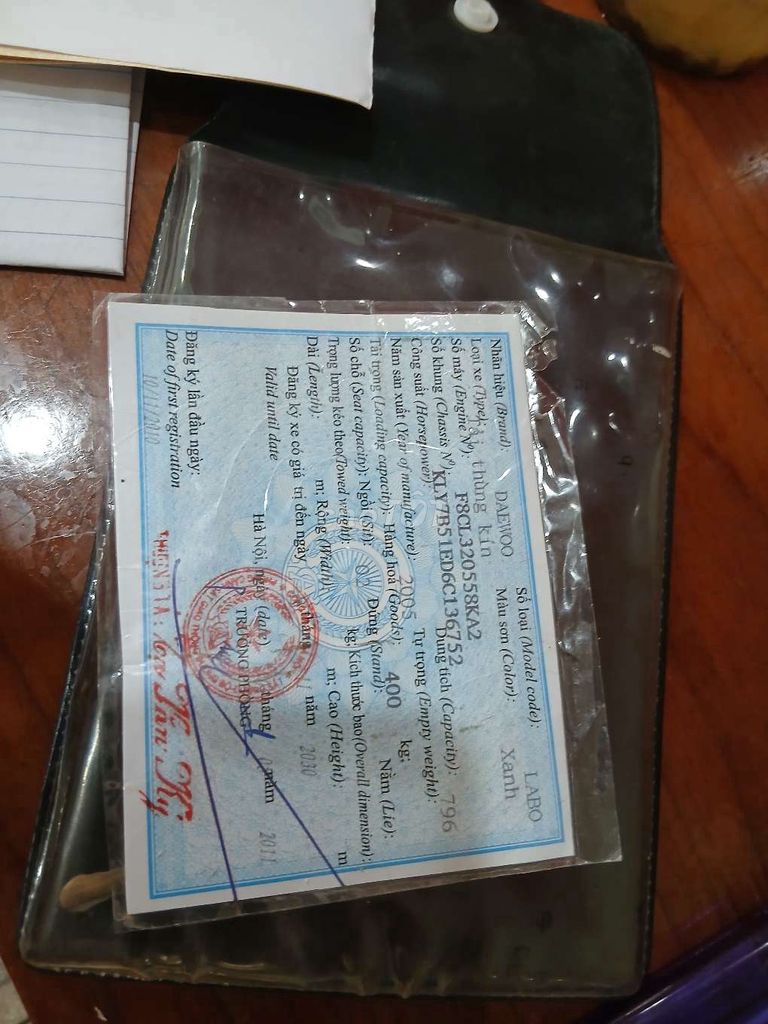 Nhãn hiệu (Brand): DAEWOO Số loại (Model code): LABO
Loại xe (Type): Tải thùng kín Màu sơn (Color): Xanh
Số máy (Engine Nº): F8CL320558KA2
Số khung (Chassis Nº): KLY7B51ED6C136752
Công suất (Horsepower): Dung tích (Capacity): 796
Năm sản xuất (Year of manufacture): 2005 Tự trọng (Empty weight):
Tải trọng (Loading capacity): Hàng hoá (Goods): 400 kg;
Số chỗ (Seat capacity): Ngồi (Sit): Đứng (Stand): Nằm (Lie):
Trọng lượng kéo theo(Towed weight): kg; Kích thước bao(Overall dimension):
Dài (Length): m; Rộng (Width): m; Cao (Height): m
Đăng ký xe có giá trị đến ngày tháng năm 2030
Valid until date
Hà Nội, ngày (date) tháng năm 2011
TRƯỞNG PHÒNG
Đăng ký lần đầu ngày:
Date of first registration